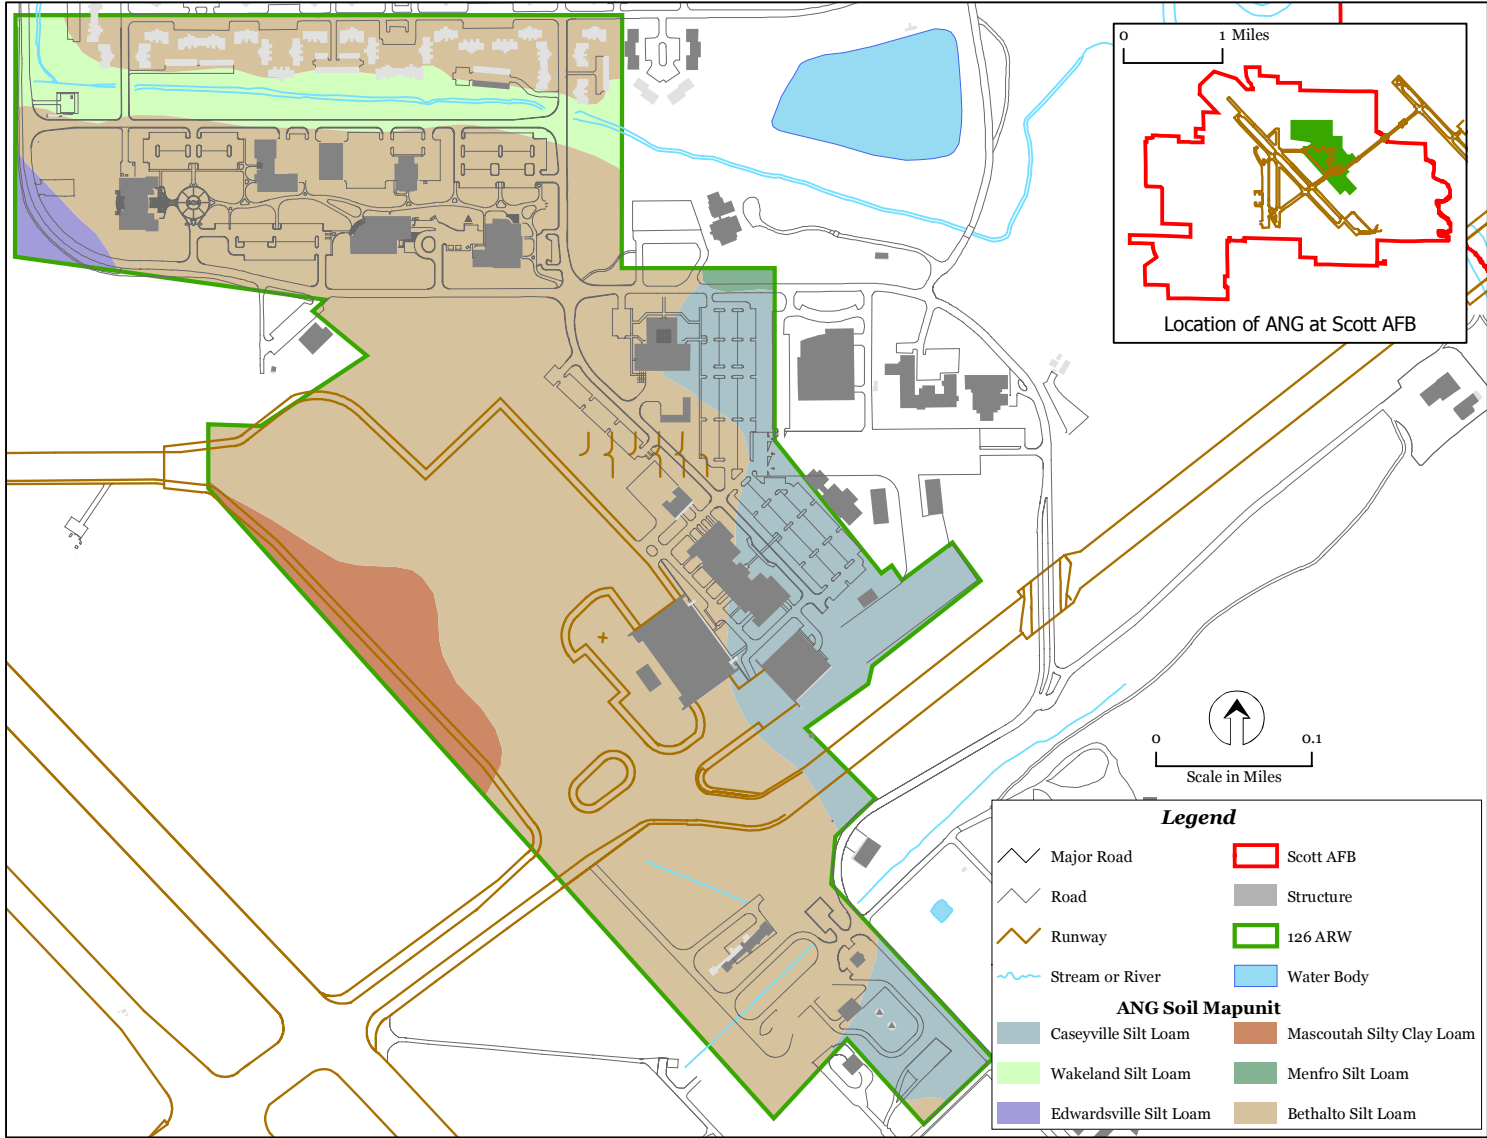 0 1 Miles
Location of ANG at Scott AFB
0 0.1
Scale in Miles
Legend
Major Road
Scott AFB
Road
Structure
Runway
126 ARW
Stream or River
Water Body
ANG Soil Mapunit
Caseyville Silt Loam
Mascoutah Silty Clay Loam
Wakeland Silt Loam
Menfro Silt Loam
Edwardsville Silt Loam
Bethalto Silt Loam